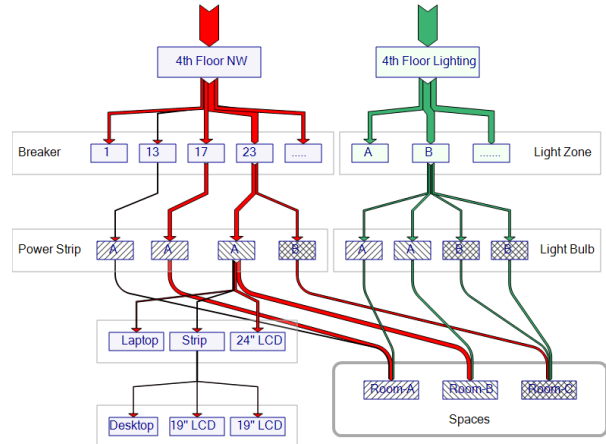 4th Floor NW 4th Floor Lighting
Breaker 1 13 17 23 ..... A B ....... Light Zone
Power Strip A A A B A A B B Light Bulb
Laptop Strip 24" LCD
Room-A Room-B Room-C
Desktop 19" LCD 19" LCD Spaces